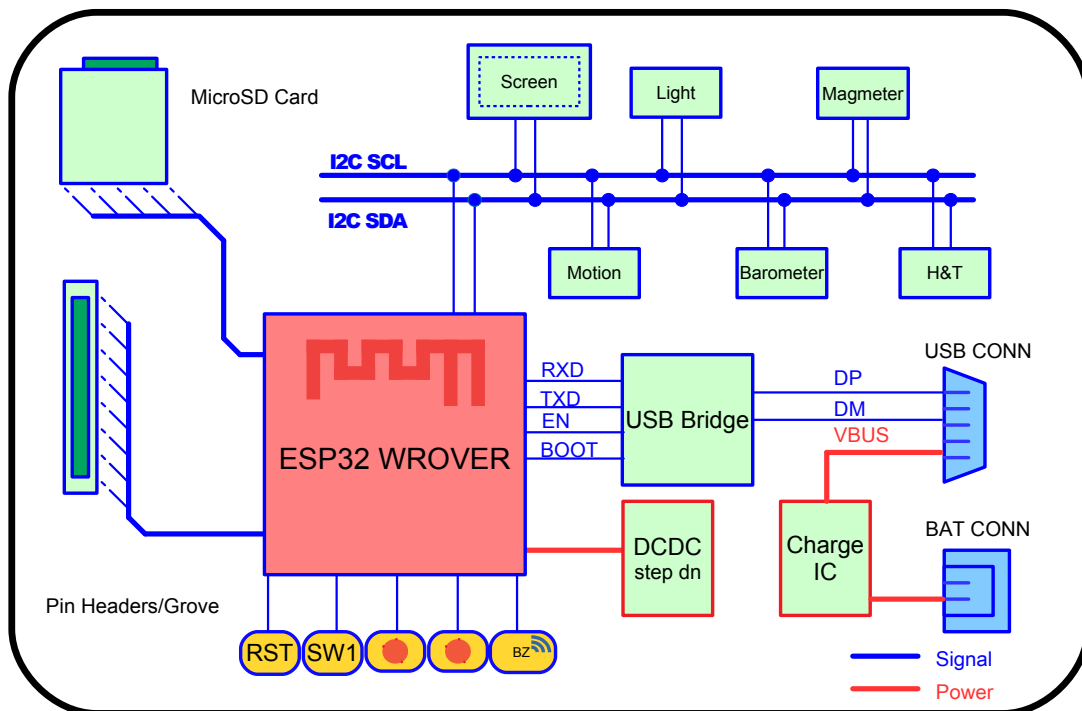 Screen
MicroSD Card
Light
Magmeter
I2C SCL
I2C SDA
Motion
Barometer
H&T
USB CONN
RXD
DP
TXD
DM
EN
USB Bridge
VBUS
BOOT
ESP32 WROVER
BAT CONN
DCDC
step dn
Charge
IC
Pin Headers/Grove
RST
SW1
BZ
Signal
Power